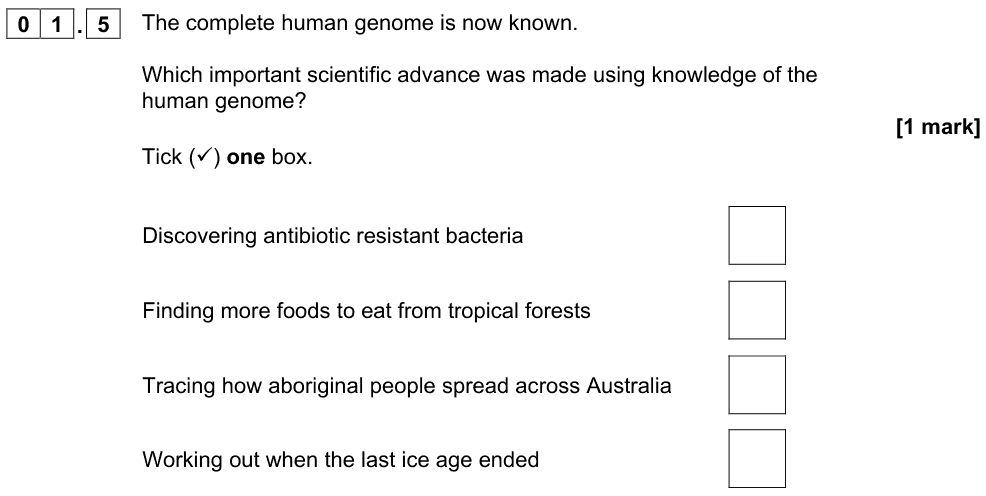 0 1 . 5 The complete human genome is now known.
Which important scientific advance was made using knowledge of the
human genome?
[1 mark]
Tick (✓) one box.
Discovering antibiotic resistant bacteria
Finding more foods to eat from tropical forests
Tracing how aboriginal people spread across Australia
Working out when the last ice age ended